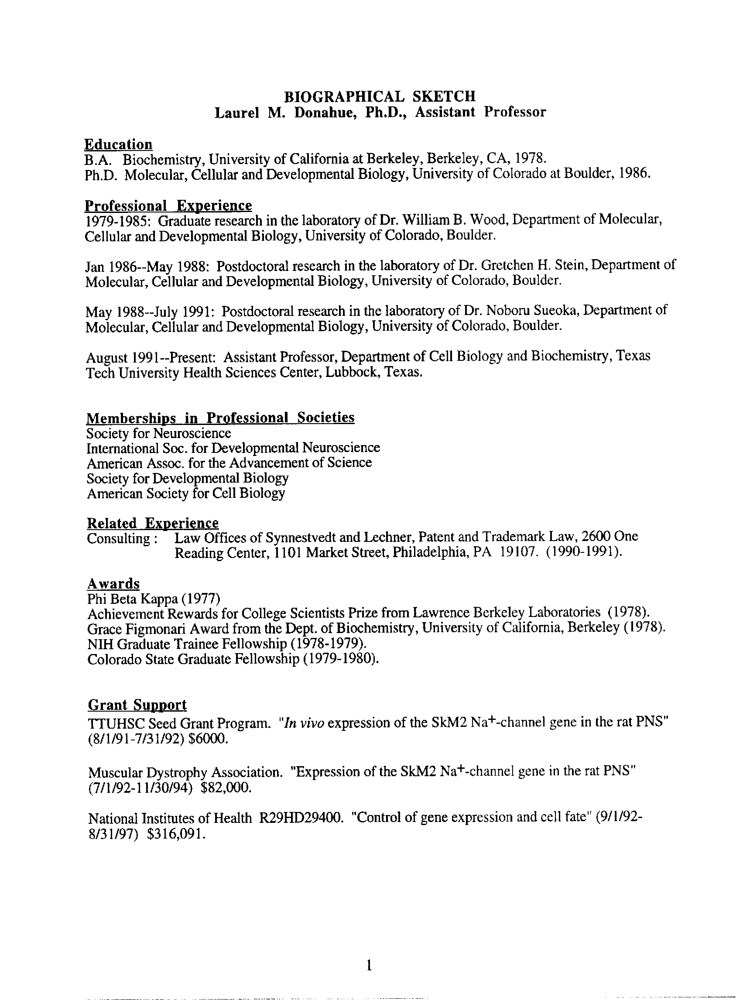 BIOGRAPHICAL SKETCH
Laurel M. Donahue, Ph.D., Assistant Professor
Education
B.A. Biochemistry, University of California at Berkeley, Berkeley, CA, 1978.
Ph.D. Molecular, Cellular and Developmental Biology, University of Colorado at Boulder, 1986.
Professional Experience
1979-1985: Graduate research in the laboratory of Dr. William B. Wood, Department of Molecular,
Cellular and Developmental Biology, University of Colorado, Boulder.
Jan 1986--May 1988: Postdoctoral research in the laboratory of Dr. Gretchen H. Stein, Department of
Molecular, Cellular and Developmental Biology, University of Colorado, Boulder.
May 1988--July 1991: Postdoctoral research in the laboratory of Dr. Noboru Sueoka, Department of
Molecular, Cellular and Developmental Biology, University of Colorado, Boulder.
August 1991--Present: Assistant Professor, Department of Cell Biology and Biochemistry, Texas
Tech University Health Sciences Center, Lubbock, Texas.
Memberships in Professional Societies
Society for Neuroscience
International Soc. for Developmental Neuroscience
American Assoc. for the Advancement of Science
Society for Developmental Biology
American Society for Cell Biology
Related Experience
Consulting : Law Offices of Synnestvedt and Lechner, Patent and Trademark Law, 2600 One
Reading Center, 1101 Market Street, Philadelphia, PA 19107. (1990-1991).
Awards
Phi Beta Kappa (1977)
Achievement Rewards for College Scientists Prize from Lawrence Berkeley Laboratories (1978).
Grace Figmonari Award from the Dept. of Biochemistry, University of California, Berkeley (1978).
NIH Graduate Trainee Fellowship (1978-1979).
Colorado State Graduate Fellowship (1979-1980).
Grant Support
TTUHSC Seed Grant Program. "In vivo expression of the SkM2 Na+-channel gene in the rat PNS"
(8/1/91-7/31/92) $6000.
Muscular Dystrophy Association. "Expression of the SkM2 Na+-channel gene in the rat PNS"
(7/1/92-11/30/94) $82,000.
National Institutes of Health R29HD29400. "Control of gene expression and cell fate" (9/1/92-
8/31/97) $316,091.
1